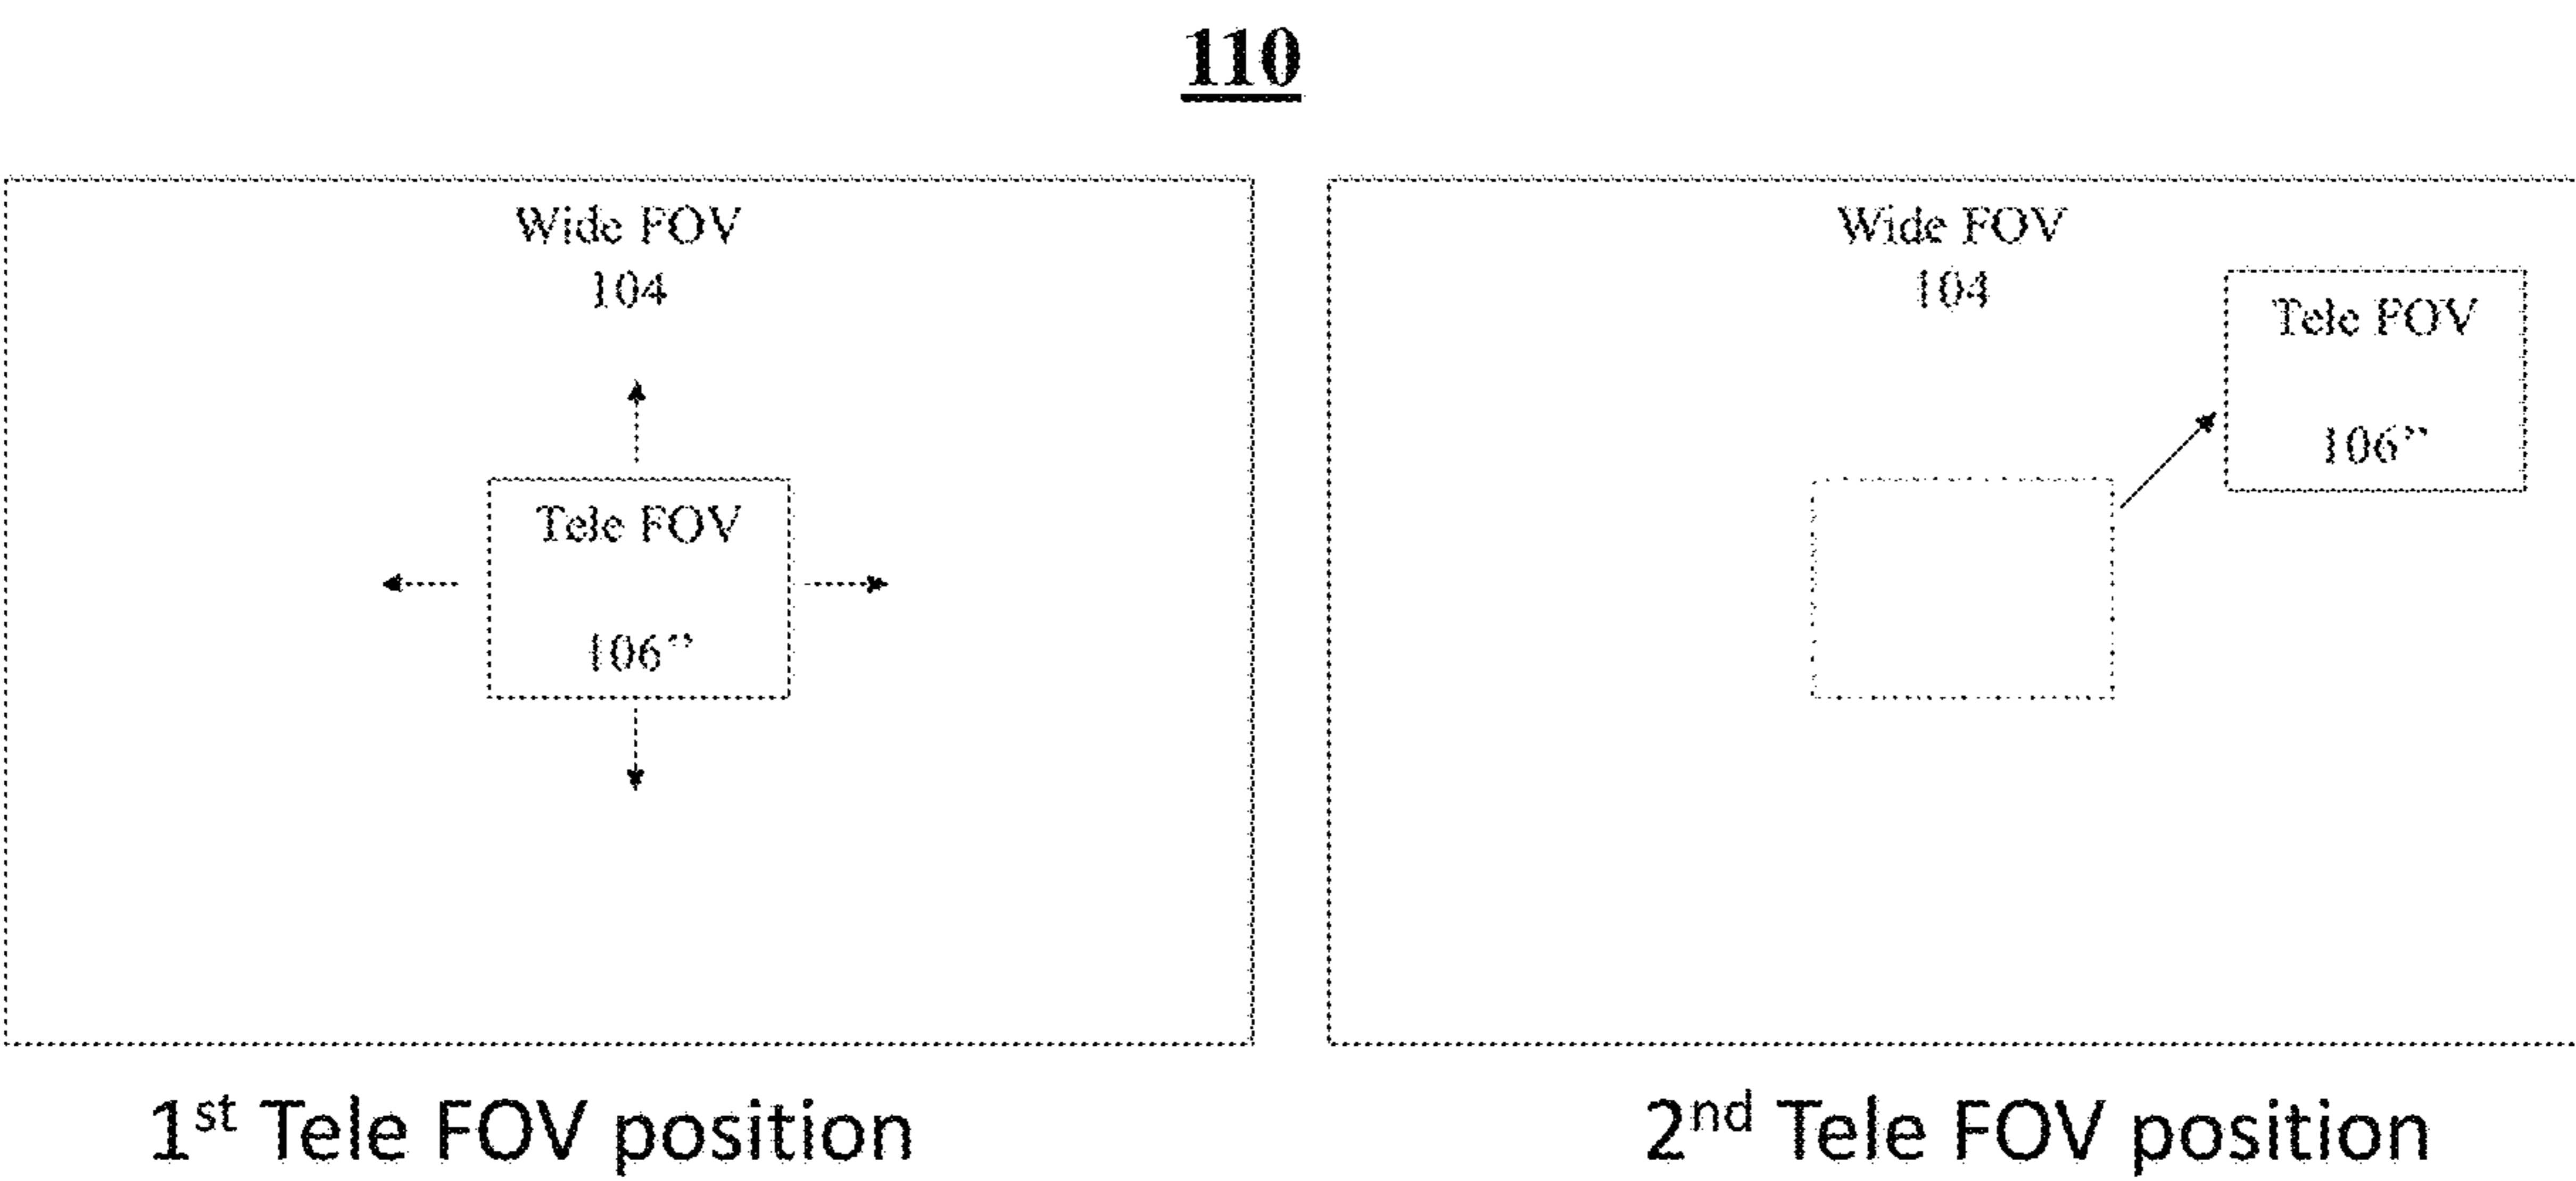 110
Wide FOV
104
Tele FOV
106”
1st Tele FOV position
Wide FOV
104
Tele FOV
106”
2nd Tele FOV position